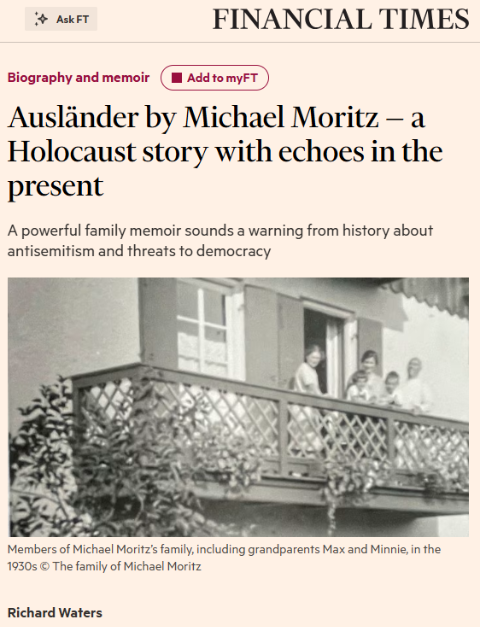 Ask FT
FINANCIAL TIMES
Biography and memoir
Add to myFT
Ausländer by Michael Moritz — a
Holocaust story with echoes in the
present
A powerful family memoir sounds a warning from history about
antisemitism and threats to democracy
Members of Michael Moritz's family, including grandparents Max and Minnie, in the
1930s © The family of Michael Moritz
Richard Waters